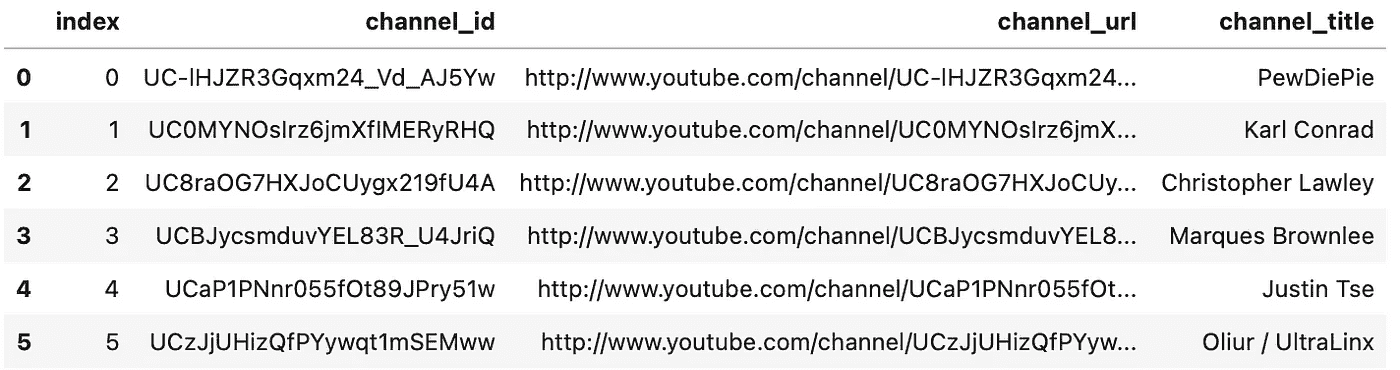 index channel_id channel_url channel_title
0 0 UC-lHJZR3Gqxm24_Vd_AJ5Yw http://www.youtube.com/channel/UC-lHJZR3Gqxm24... PewDiePie
1 1 UC0MYNOsIrz6jmXfIMERyRHQ http://www.youtube.com/channel/UC0MYNOsIrz6jmX... Karl Conrad
2 2 UC8raOG7HXJoCUygx219fU4A http://www.youtube.com/channel/UC8raOG7HXJoCUy... Christopher Lawley
3 3 UCBJycsmduvYEL83R_U4JriQ http://www.youtube.com/channel/UCBJycsmduvYEL8... Marques Brownlee
4 4 UCaP1PNnr055fOt89JPry51w http://www.youtube.com/channel/UCaP1PNnr055fOt... Justin Tse
5 5 UCzJjUHizQfPYywqt1mSEMww http://www.youtube.com/channel/UCzJjUHizQfPYyw... Oliur / UltraLinx